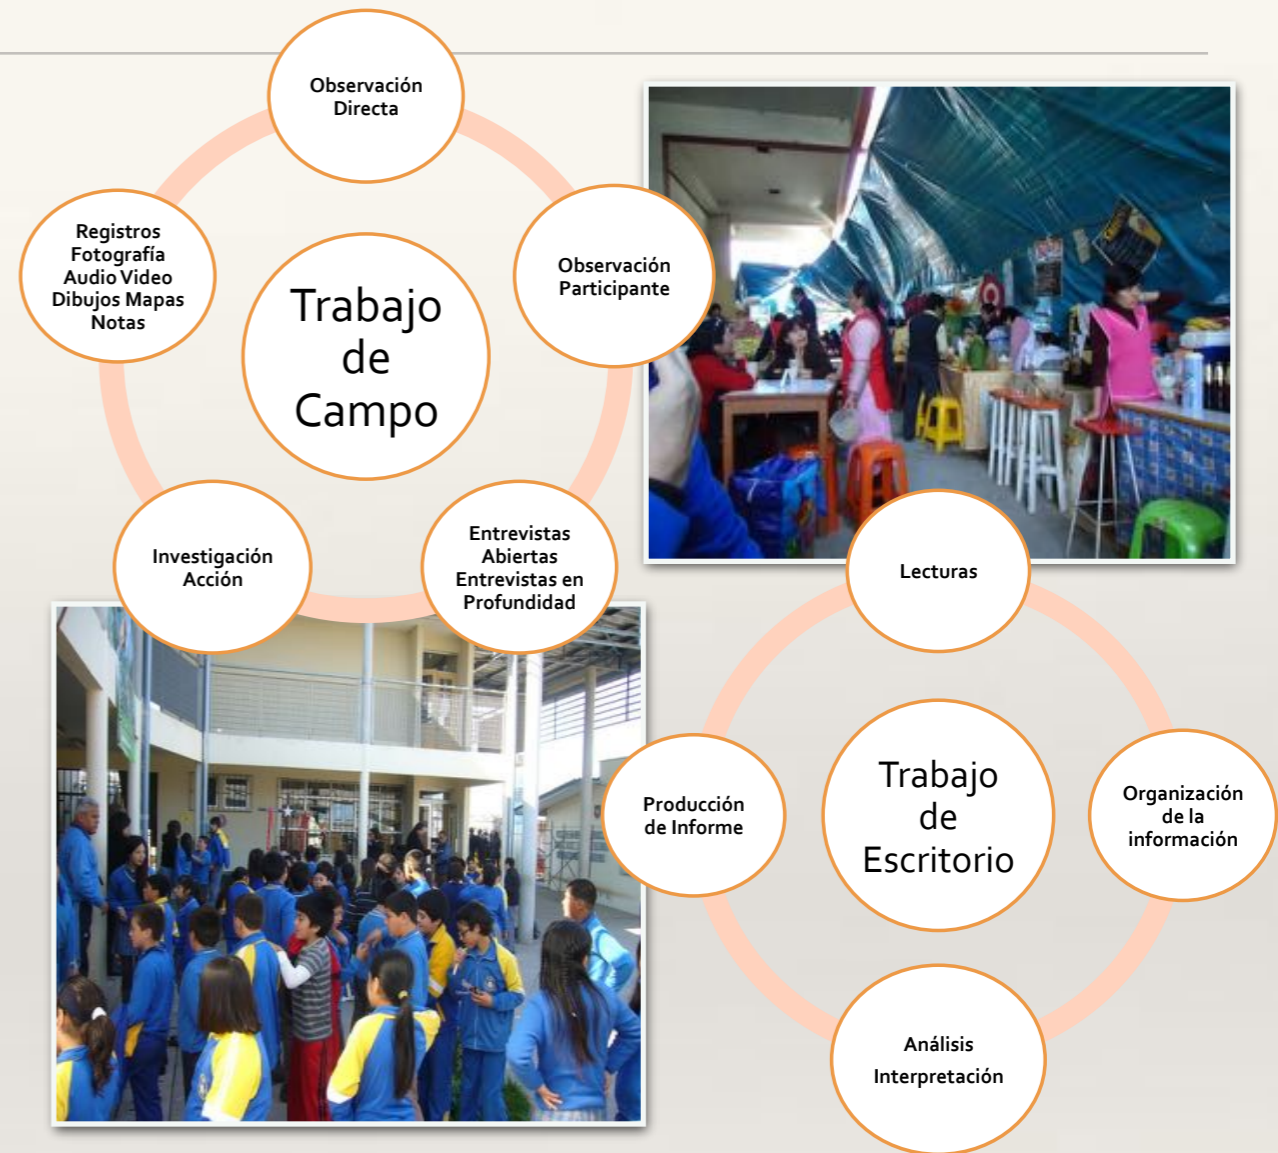 Observación
Directa
Observación
Participante
Entrevistas
Abiertas
Entrevistas en
Profundidad
Investigación
Acción
Registros
Fotografía
Audio Video
Dibujos Mapas
Notas
Trabajo
de
Campo
Lecturas
Organización
de la
información
Análisis
Interpretación
Producción
de Informe
Trabajo
de
Escritorio